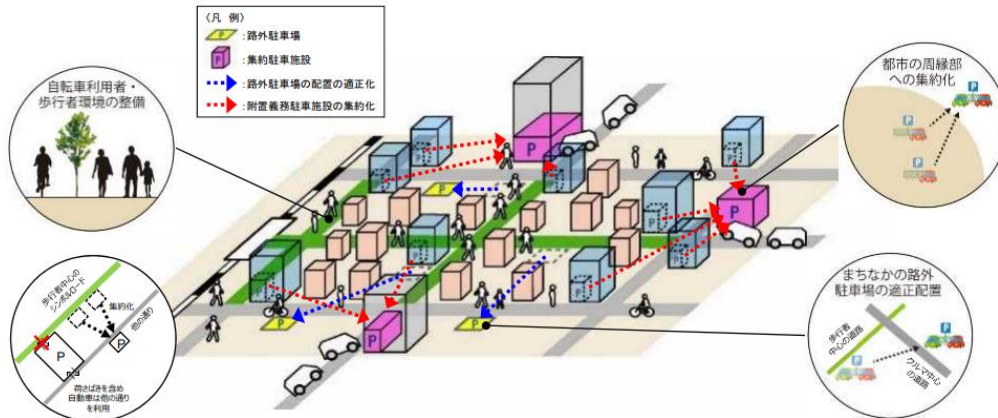 〈凡 例〉
P :路外駐車場
P :集約駐車施設
:路外駐車場の配置の適正化
:附置義務駐車施設の集約化
自転車利用者・
歩行者環境の整備
都市の周縁部
への集約化
P
P
P
P
P
P
P
P
P
歩行者中心の
シンボルロード
集約化
他の通り
P
P
荷さばきを含め
自動車は他の通り
を利用
まちなかの路外
駐車場の適正配置
歩行者
中心の道路
P
P
クルマ中心
の道路